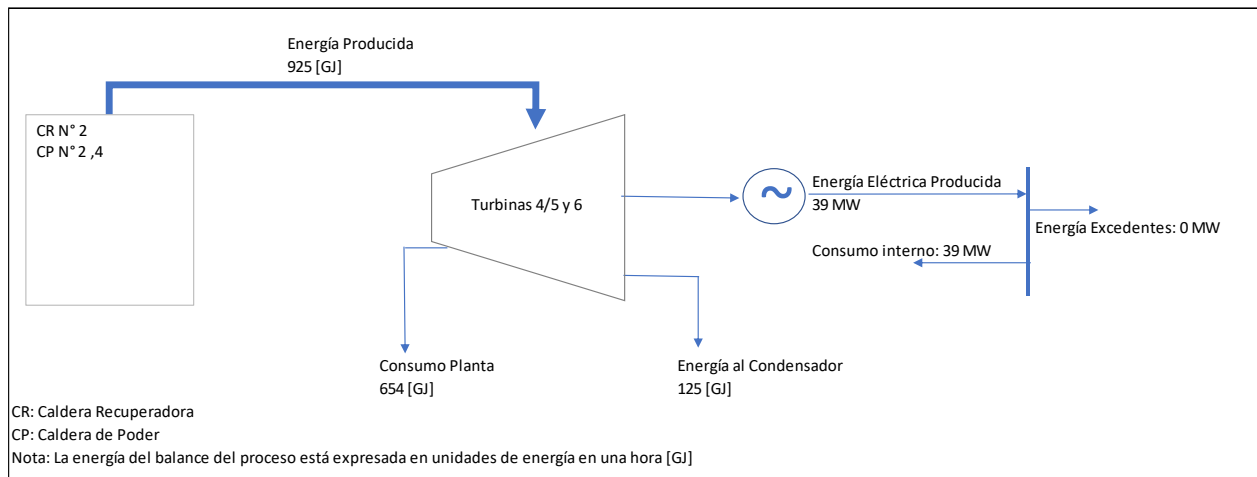 Energía Producida
925 [GJ]
CR N° 2
CP N° 2 ,4
Turbinas 4/5 y 6
~
Energía Eléctrica Producida
39 MW
Energía Excedentes: 0 MW
Consumo interno: 39 MW
Consumo Planta
654 [GJ]
Energía al Condensador
125 [GJ]
CR: Caldera Recuperadora
CP: Caldera de Poder
Nota: La energía del balance del proceso está expresada en unidades de energía en una hora [GJ]